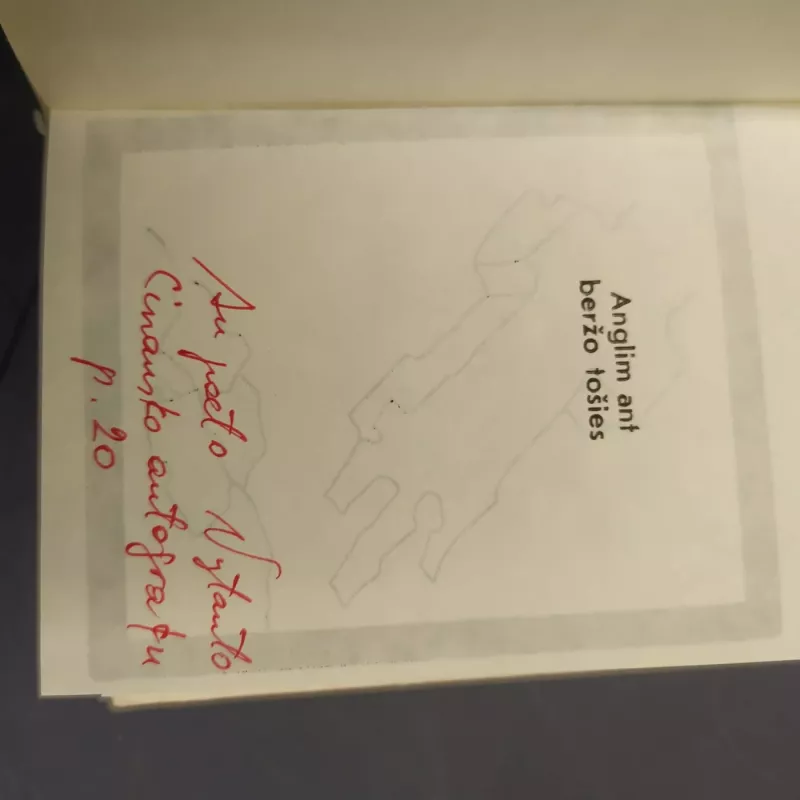 Anglim ant
beržo tošies
Su poeto Vytauto
Cinausko autografu
p. 20